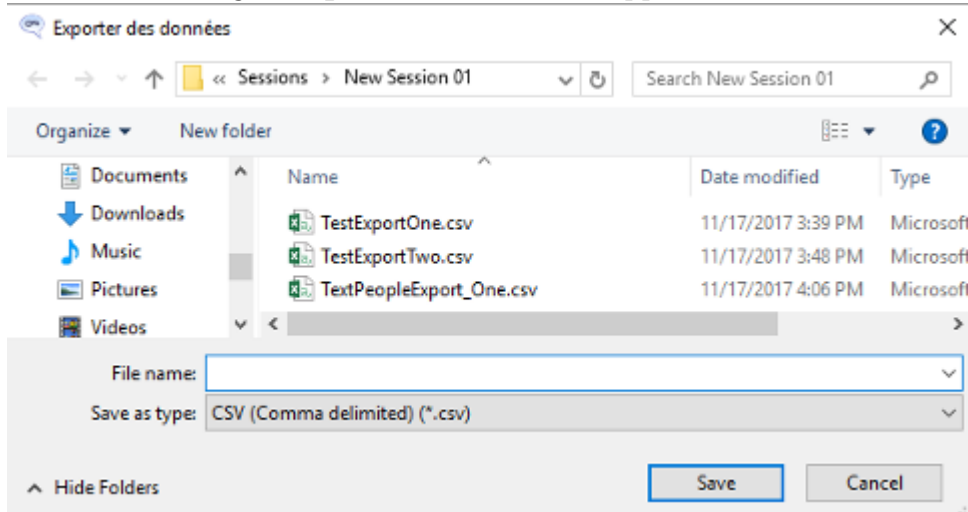 Exporter des données
« Sessions > New Session 01 Search New Session 01
Organize New folder
Documents Name Date modified Type
Downloads TestExportOne.csv 11/17/2017 3:39 PM Microsoft
Music TestExportTwo.csv 11/17/2017 3:48 PM Microsoft
Pictures TextPeopleExport_One.csv 11/17/2017 4:06 PM Microsoft
Videos
File name:
Save as type: CSV (Comma delimited) (*.csv)
Hide Folders Save Cancel